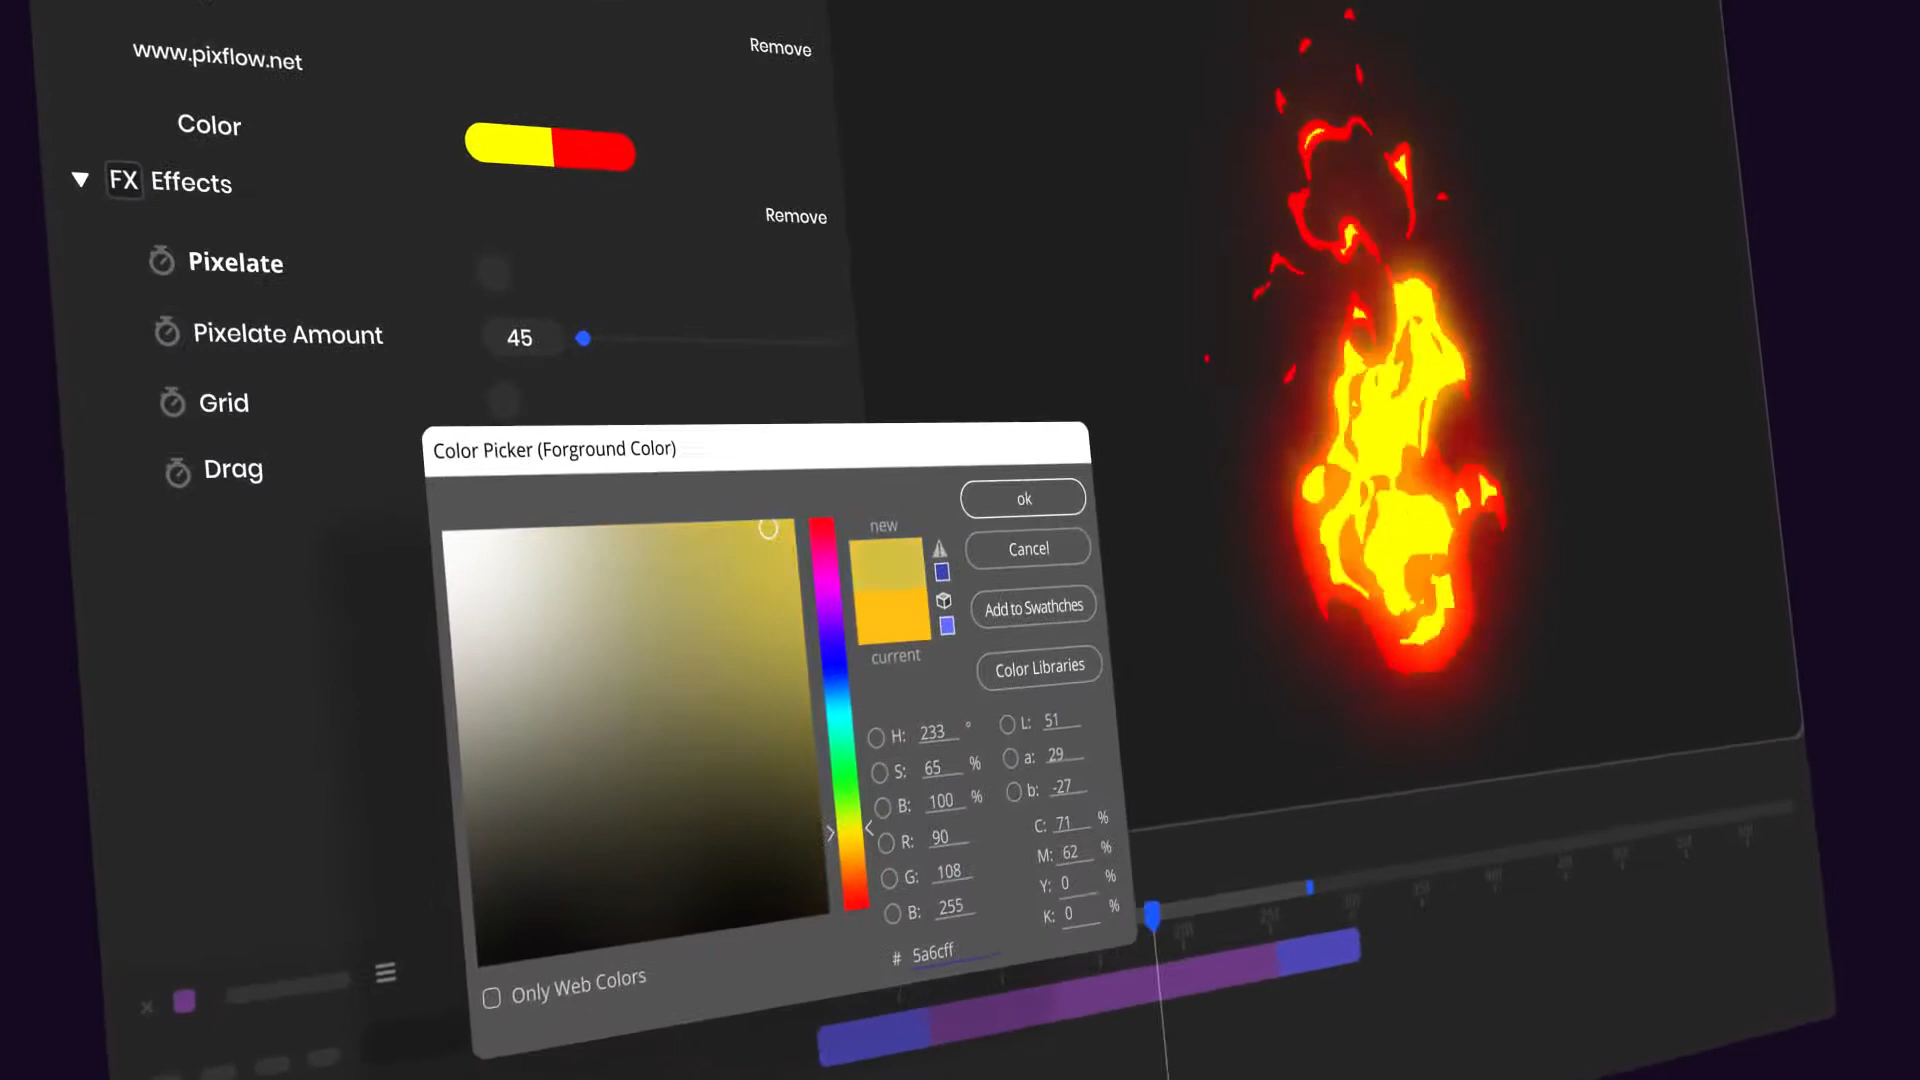 www.pixflow.net
Remove
Color
FX Effects
Remove
Pixelate
Pixelate Amount
45
Grid
Drag
Color Picker (Forground Color)
new
current
ok
Cancel
Add to Swathches
Color Libraries
H: 233 °
S: 65 %
B: 100 %
R: 90
G: 108
B: 255
# 5a6cff
L: 51
a: 29
b: -27
C: 71 %
M: 62 %
Y: 0 %
K: 0 %
Only Web Colors